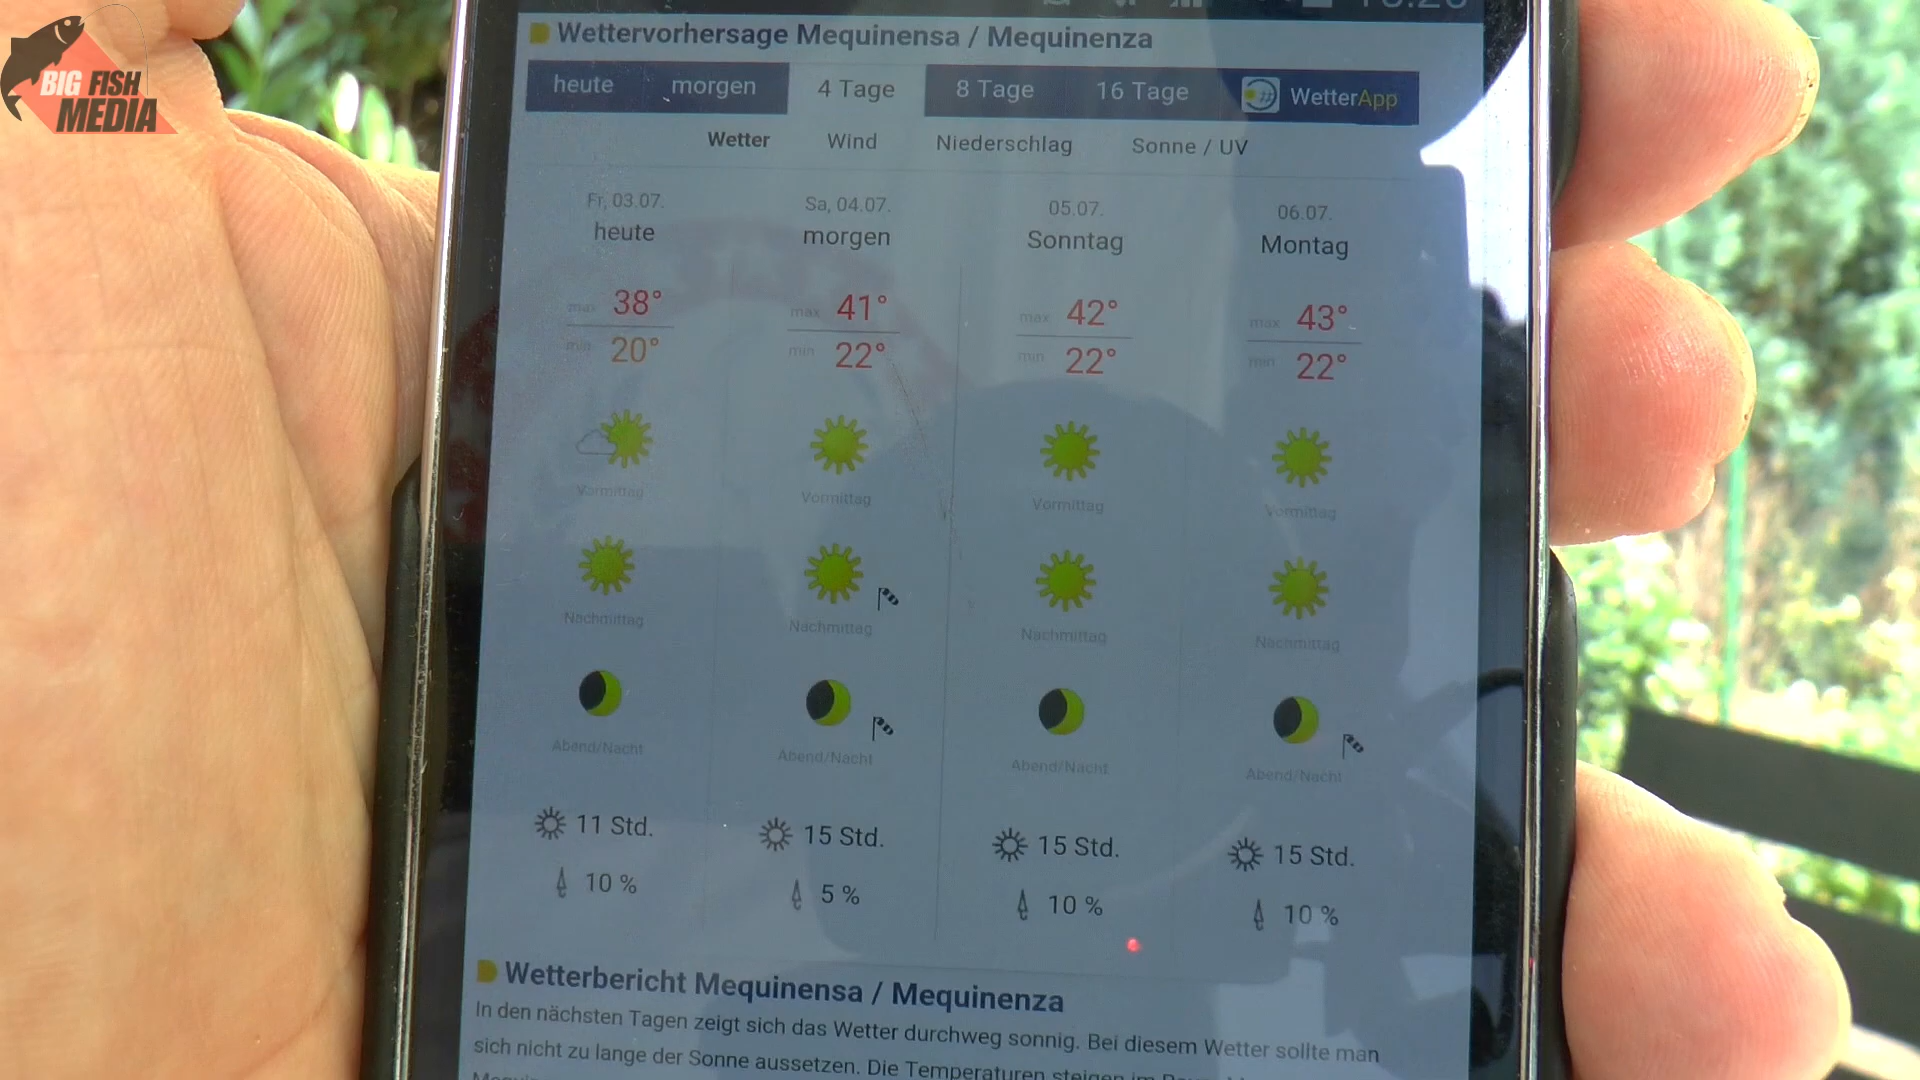 BIG FISH
MEDIA
Wettervorhersage Mequinensa / Mequinenza
heute morgen 4 Tage 8 Tage 16 Tage WetterApp
Wetter Wind Niederschlag Sonne / UV
Fr, 03.07. Sa, 04.07. 05.07. 06.07.
heute morgen Sonntag Montag
max 38° max 41° max 42° max 43°
min 20° min 22° min 22° min 22°
Vormittag Vormittag Vormittag Vormittag
Nachmittag Nachmittag Nachmittag Nachmittag
Abend/Nacht Abend/Nacht Abend/Nacht Abend/Nacht
11 Std. 15 Std. 15 Std. 15 Std.
10 % 5 % 10 % 10 %
Wetterbericht Mequinensa / Mequinenza
In den nächsten Tagen zeigt sich das Wetter durchweg sonnig. Bei diesem Wetter sollte man
sich nicht zu lange der Sonne aussetzen. Die Temperaturen steigen im